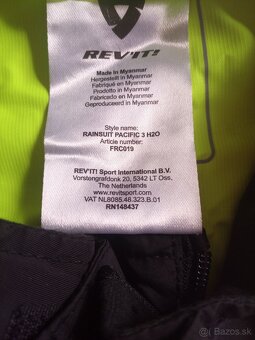 REV'IT!
Made in Myanmar
Hergestellt in Myanmar
Fabriqué en Myanmar
Prodotto in Myanmar
Fabricado en Myanmar
Geproduceerd in Myanmar
Style name:
RAINSUIT PACIFIC 3 H2O
Article number:
FRC019
REV'IT! Sport International B.V.
Vorstengrafdonk 20, 5342 LT Oss,
The Netherlands
www.revitsport.com
VAT NL8085.46.323.B.01
RN148437
bazos.sk